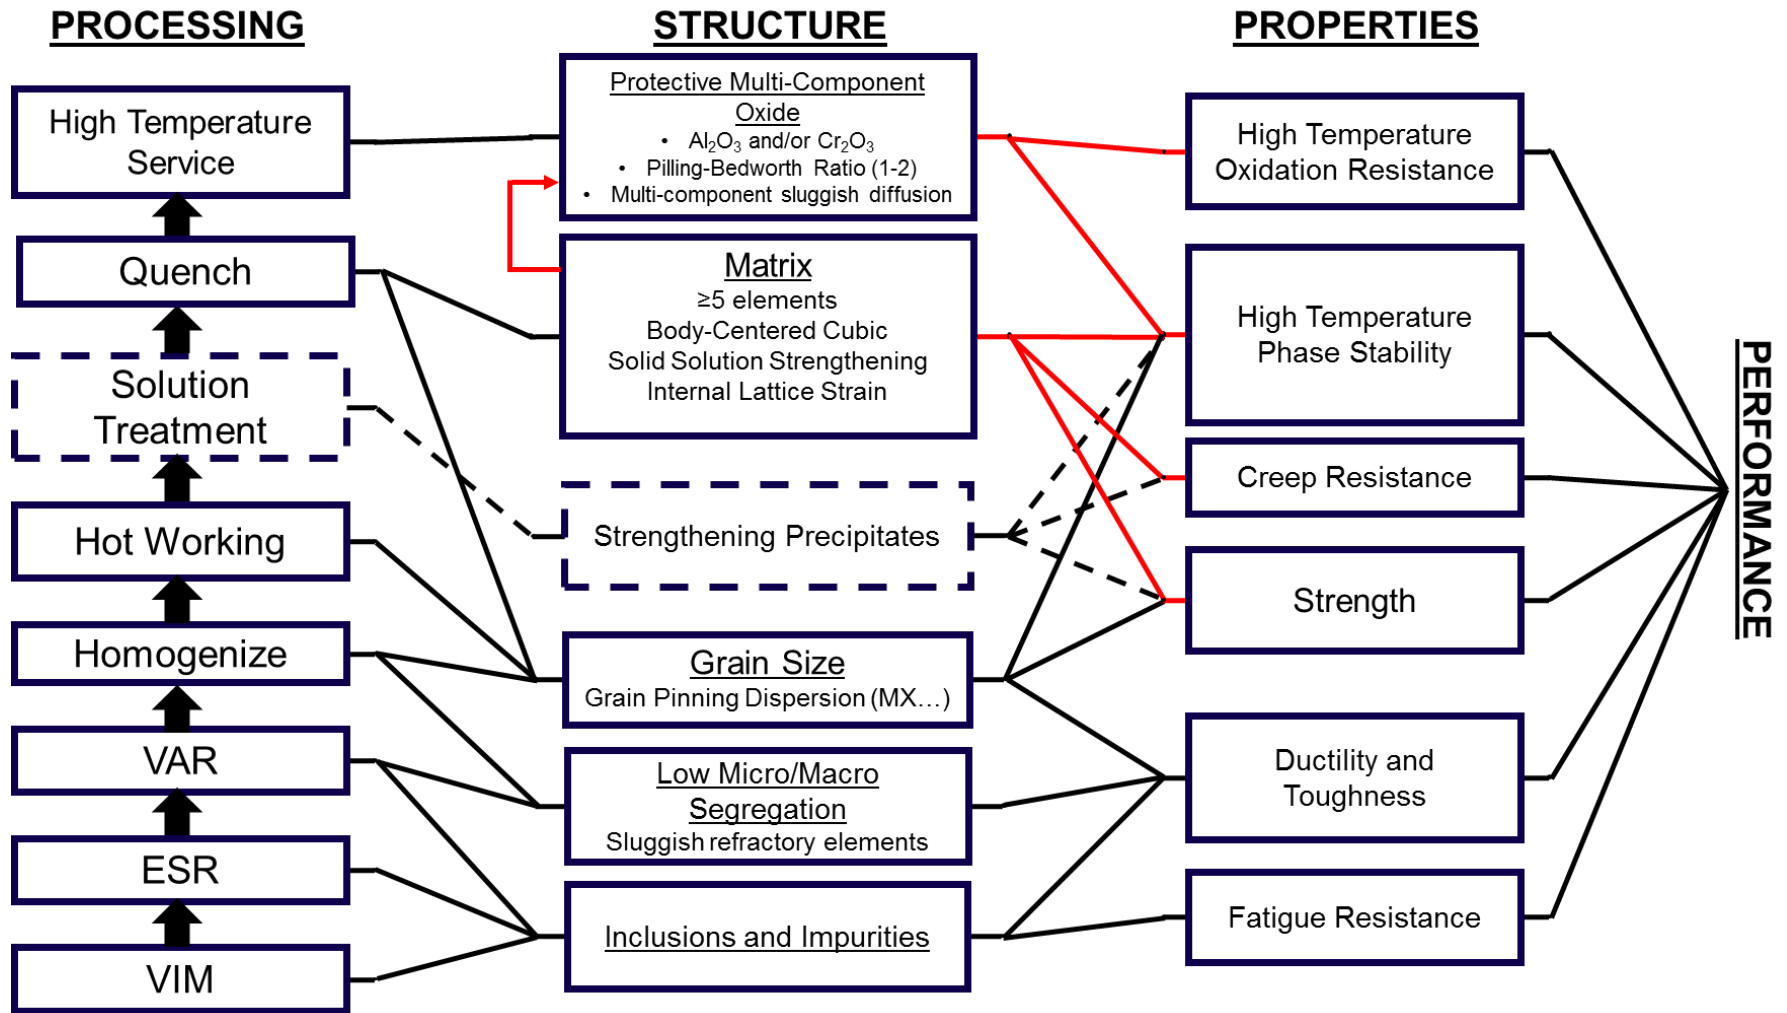 PROCESSING
STRUCTURE
PROPERTIES
High Temperature
Service
Quench
Solution
Treatment
Hot Working
Homogenize
VAR
ESR
VIM
Protective Multi-Component
Oxide
• Al₂O₃ and/or Cr₂O₃
• Pilling-Bedworth Ratio (1-2)
• Multi-component sluggish diffusion
Matrix
≥5 elements
Body-Centered Cubic
Solid Solution Strengthening
Internal Lattice Strain
Strengthening Precipitates
Grain Size
Grain Pinning Dispersion (MX…)
Low Micro/Macro
Segregation
Sluggish refractory elements
Inclusions and Impurities
High Temperature
Oxidation Resistance
High Temperature
Phase Stability
Creep Resistance
Strength
Ductility and
Toughness
Fatigue Resistance
PERFORMANCE